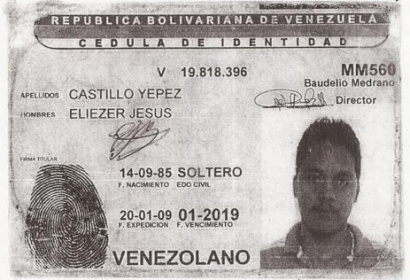 REPUBLICA BOLIVARIANA DE VENEZUELA
CEDULA DE IDENTIDAD
V 19.818.396
MM560
Baudelio Medrano
Director
APELLIDOS CASTILLO YEPEZ
NOMBRES ELIEZER JESUS
FIRMA TITULAR
14-09-85 SOLTERO
F. NACIMIENTO EDO CIVIL
20-01-09 01-2019
F. EXPEDICION F. VENCIMIENTO
VENEZOLANO